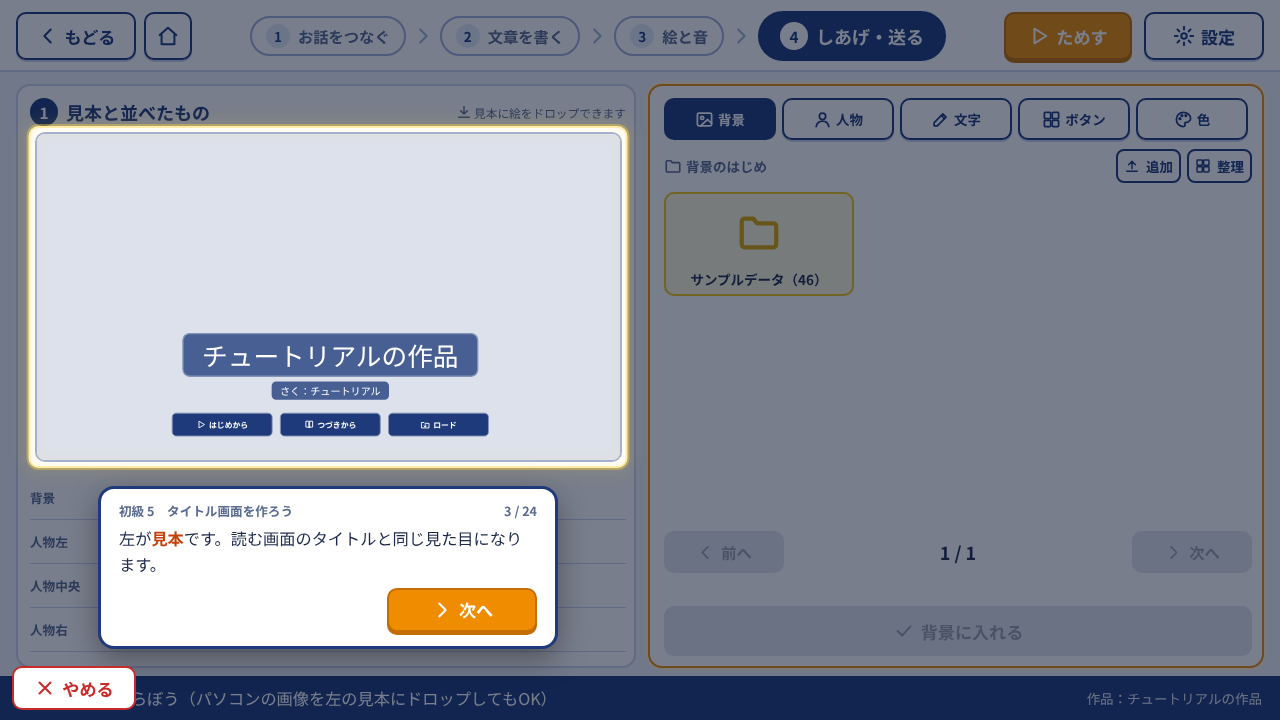 もどる
1 お話をつなぐ
2 文章を書く
3 絵と音
4 しあげ・送る
ためす
設定
1 見本と並べたもの
見本に絵をドロップできます
チュートリアルの作品
さく：チュートリアル
はじめから
つづきから
ロード
背景
人物左
人物中央
人物右
初級 5 タイトル画面を作ろう
3 / 24
左が見本です。読む画面のタイトルと同じ見た目になり
ます。
次へ
背景
人物
文字
ボタン
色
背景のはじめ
追加
整理
サンプルデータ（46）
前へ
1 / 1
次へ
背景に入れる
やめる
らぼう（パソコンの画像を左の見本にドロップしてもOK）
作品：チュートリアルの作品